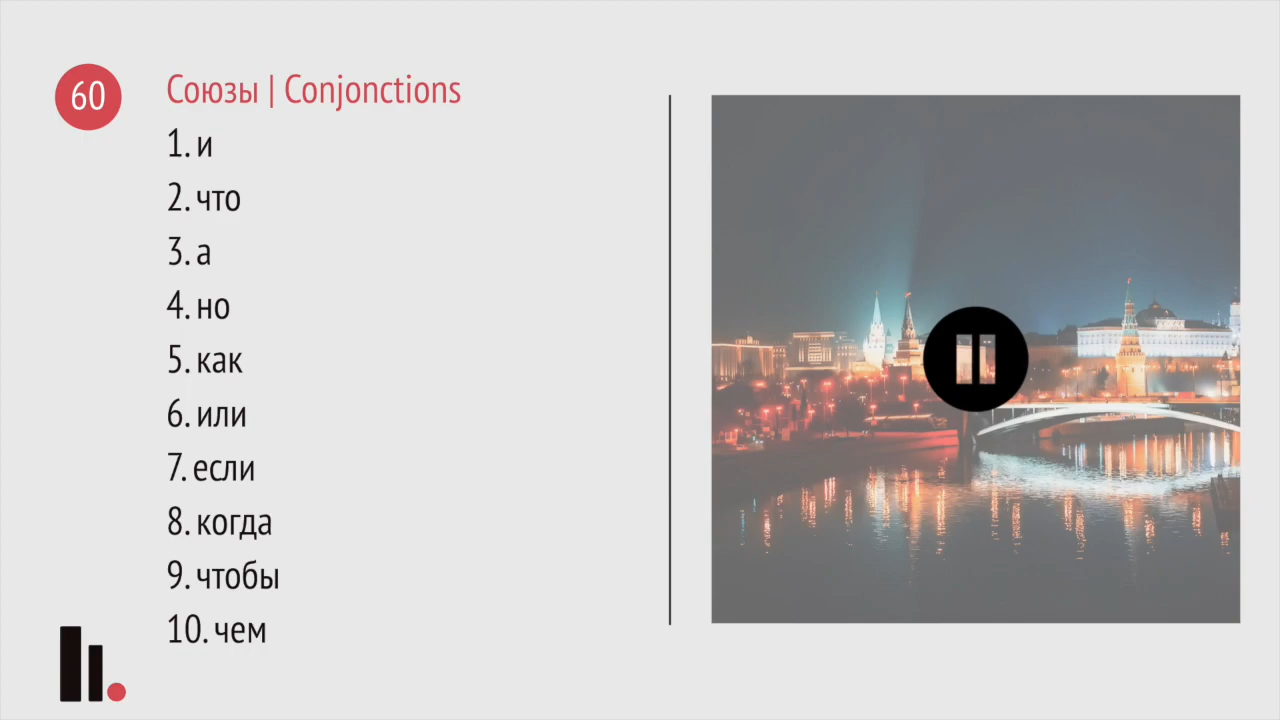 60
Союзы | Conjonctions
1. и
2. что
3. а
4. но
5. как
6. или
7. если
8. когда
9. чтобы
10. чем